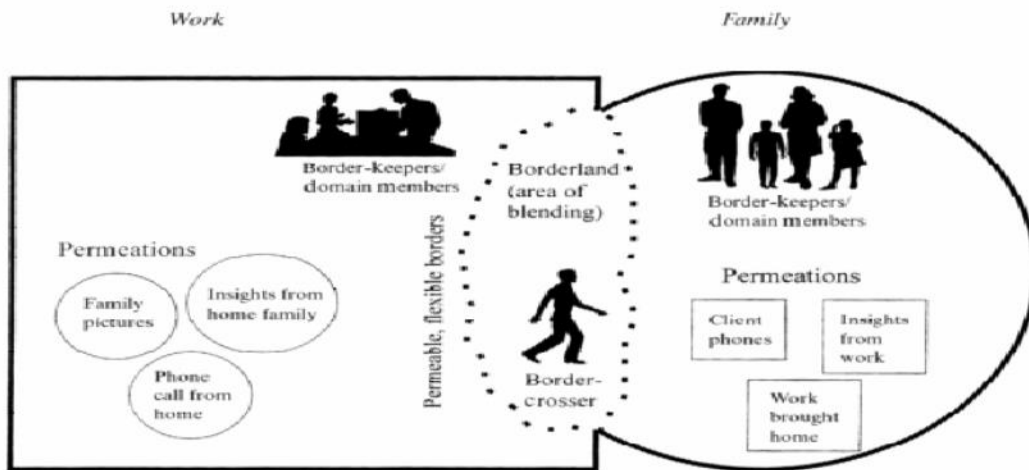 Work
Family
Border-keepers/
domain members
Borderland
(area of
blending)
Border-keepers/
domain members
Permeable, flexible borders
Permeations
Family
pictures
Insights from
home family
Phone
call from
home
Border-
crosser
Permeations
Client
phones
Insights
from
work
Work
brought
home